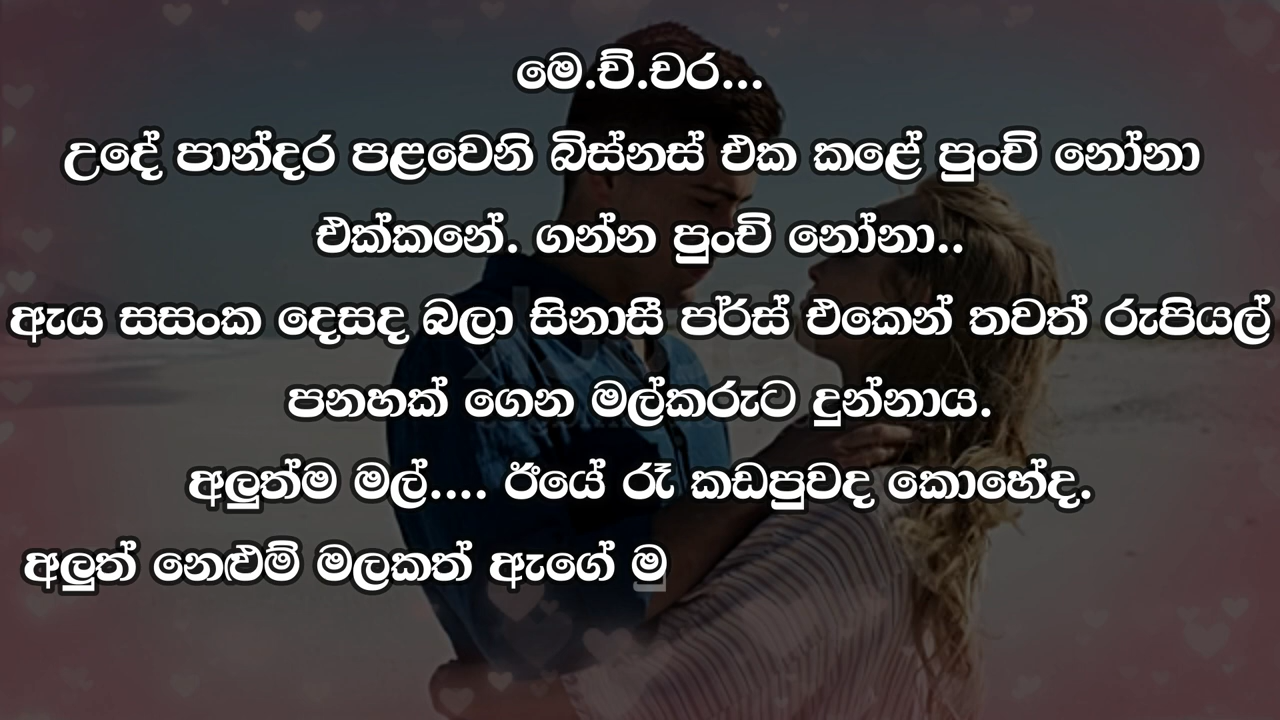 මෙ.ච්.චර...
උදේ පාන්දර පළවෙනි බිස්නස් එක කළේ පුංචි නෝනා
එක්කනේ. ගන්න පුංචි නෝනා..
ඇය සසංක දෙසද බලා සිනාසී පර්ස් එකෙන් තවත් රුපියල්
පනහක් ගෙන මල්කරුට දුන්නාය.
අලුත්ම මල්.... ඊයේ රෑ කඩපුවද කොහේද.
අලුත් නෙළුම් මලකත් ඇගේ මු